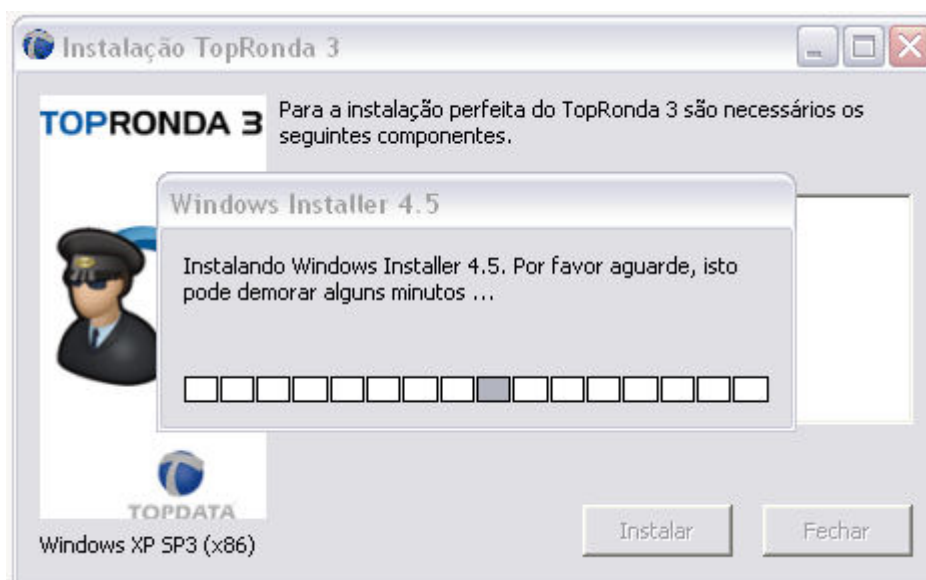 Instalação TopRonda 3
TOPRONDA 3
Para a instalação perfeita do TopRonda 3 são necessários os
seguintes componentes.
Windows Installer 4.5
Instalando Windows Installer 4.5. Por favor aguarde, isto
pode demorar alguns minutos ...
TOPDATA
Windows XP SP3 (x86)
Instalar
Fechar